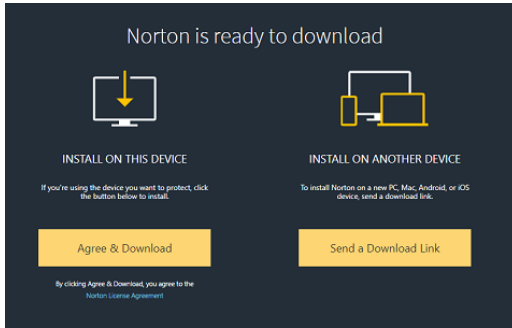 Norton is ready to download
INSTALL ON THIS DEVICE
If you're using the device you want to protect, click
the button below to install.
Agree & Download
By clicking Agree & Download, you agree to the
Norton License Agreement
INSTALL ON ANOTHER DEVICE
To install Norton on a new PC, Mac, Android, or iOS
device, send a download link.
Send a Download Link